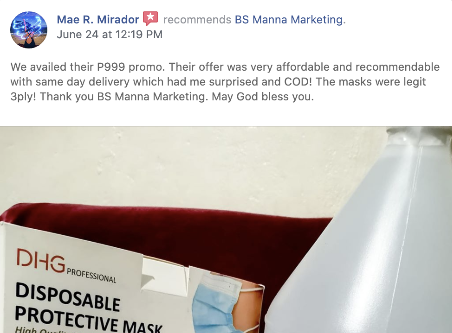 Mae R. Mirador recommends BS Manna Marketing.
June 24 at 12:19 PM
We availed their P999 promo. Their offer was very affordable and recommendable
with same day delivery which had me surprised and COD! The masks were legit
3ply! Thank you BS Manna Marketing. May God bless you.
DHG PROFESSIONAL
DISPOSABLE
PROTECTIVE MASK
High